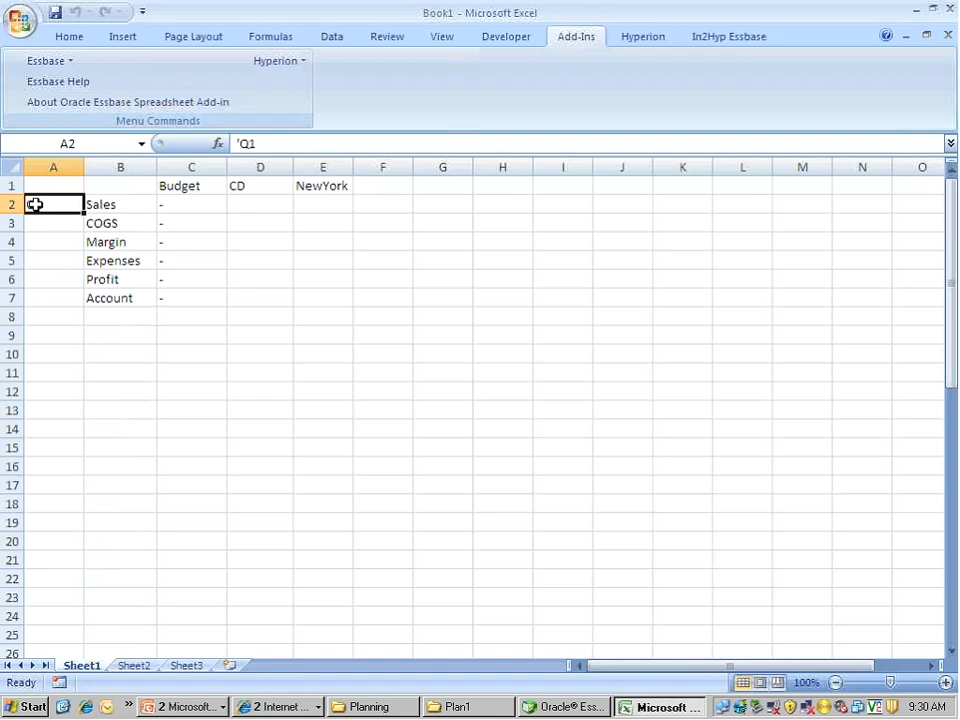 Book1 - Microsoft Excel
Home Insert Page Layout Formulas Data Review View Developer Add-Ins Hyperion In2Hyp Essbase
Essbase Hyperion
Essbase Help
About Oracle Essbase Spreadsheet Add-in
Menu Commands
A2 fx 'Q1
A B C D E F G H I J K L M N O
1 Budget CD NewYork
2 Sales -
3 COGS -
4 Margin -
5 Expenses -
6 Profit -
7 Account -
8
9
10
11
12
13
14
15
16
17
18
19
20
21
22
23
24
25
26
Sheet1 Sheet2 Sheet3
Ready 100%
Start 2 Microsoft... 2 Internet ... Planning Plan1 Oracle® Ess... Microsoft ... 9:30 AM